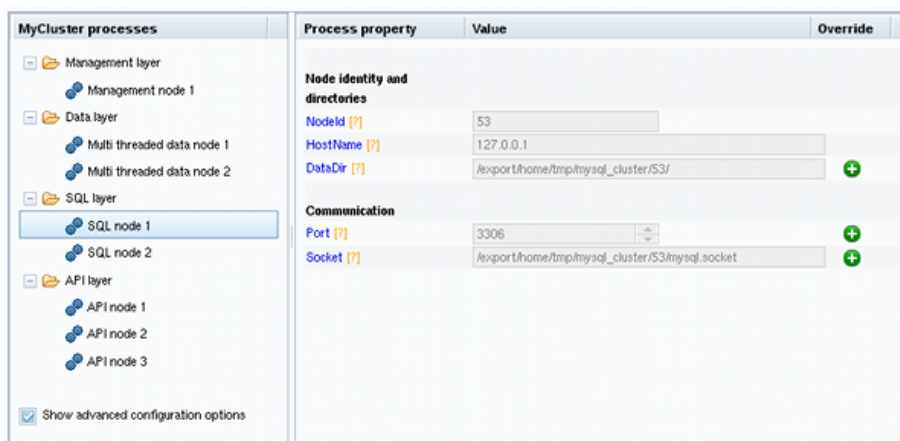 MyCluster processes
Management layer
Management node 1
Data layer
Multi threaded data node 1
Multi threaded data node 2
SQL layer
SQL node 1
SQL node 2
API layer
API node 1
API node 2
API node 3
Show advanced configuration options
Process property Value Override
Node identity and
directories
NodeId [?] 53
HostName [?] 127.0.0.1
DataDir [?] /export/home/tmp/mysql_cluster/53/
Communication
Port [?] 3306
Socket [?] /export/home/tmp/mysql_cluster/53/mysql.socket